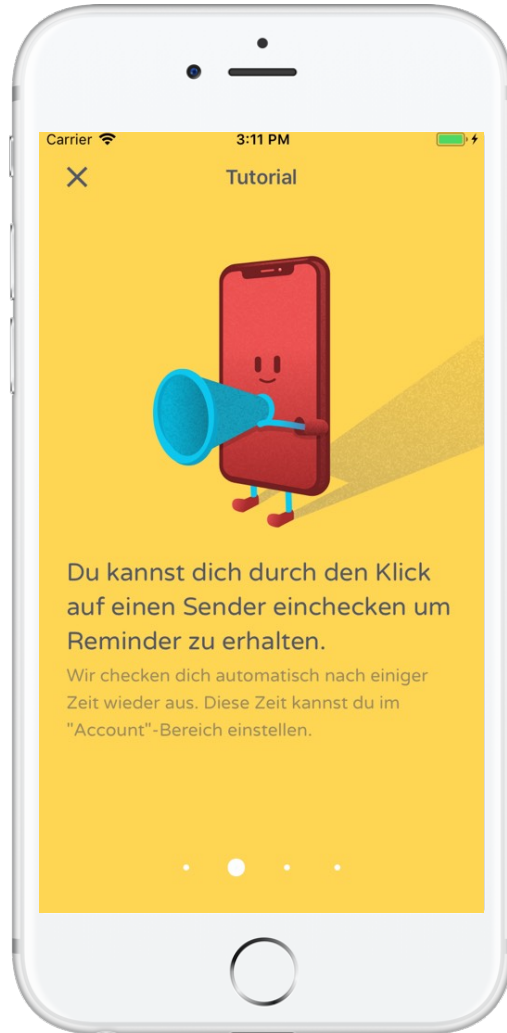 Carrier 3:11 PM
Tutorial
Du kannst dich durch den Klick
auf einen Sender einchecken um
Reminder zu erhalten.
Wir checken dich automatisch nach einiger
Zeit wieder aus. Diese Zeit kannst du im
"Account"-Bereich einstellen.